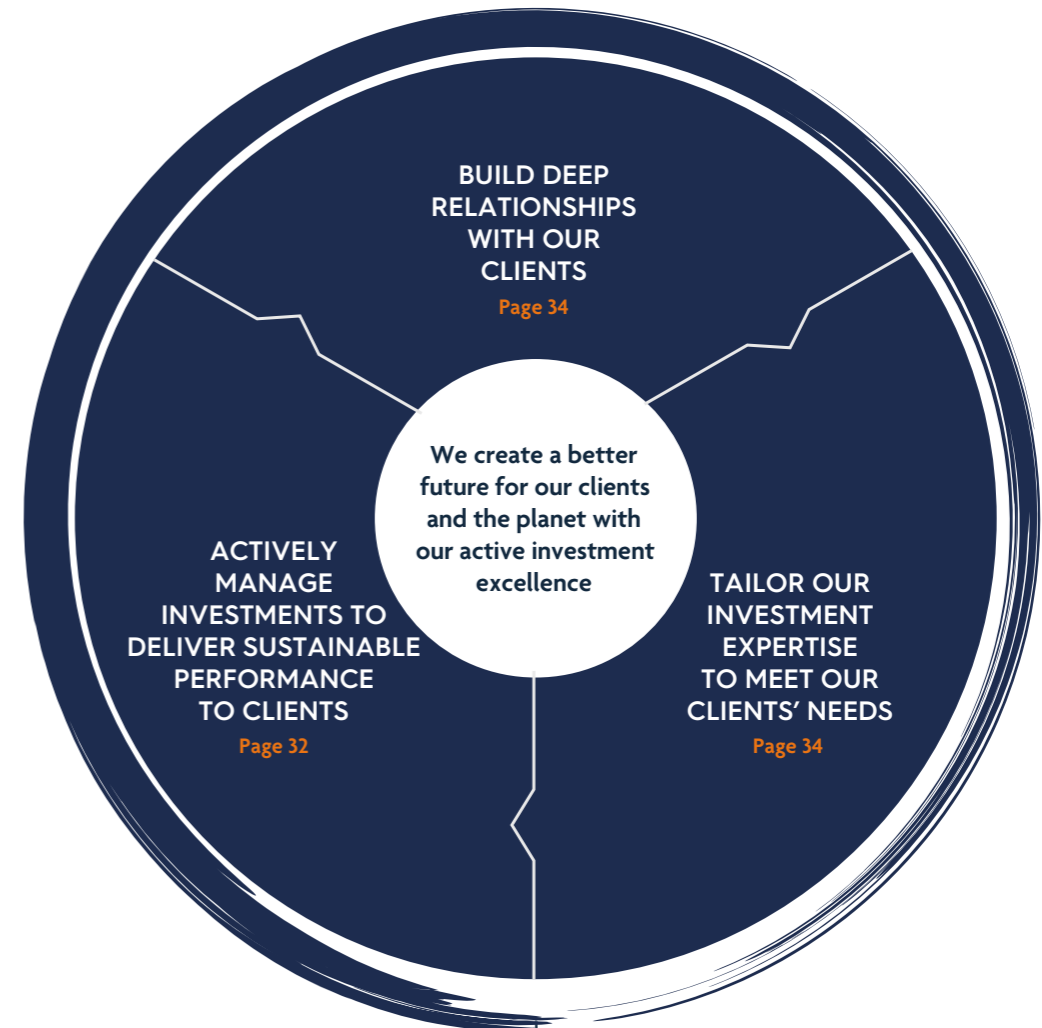 BUILD DEEP
RELATIONSHIPS
WITH OUR
CLIENTS
Page 34
We create a better
future for our clients
and the planet with
our active investment
excellence
ACTIVELY
MANAGE
INVESTMENTS TO
DELIVER SUSTAINABLE
PERFORMANCE
TO CLIENTS
Page 32
TAILOR OUR
INVESTMENT
EXPERTISE
TO MEET OUR
CLIENTS’ NEEDS
Page 34